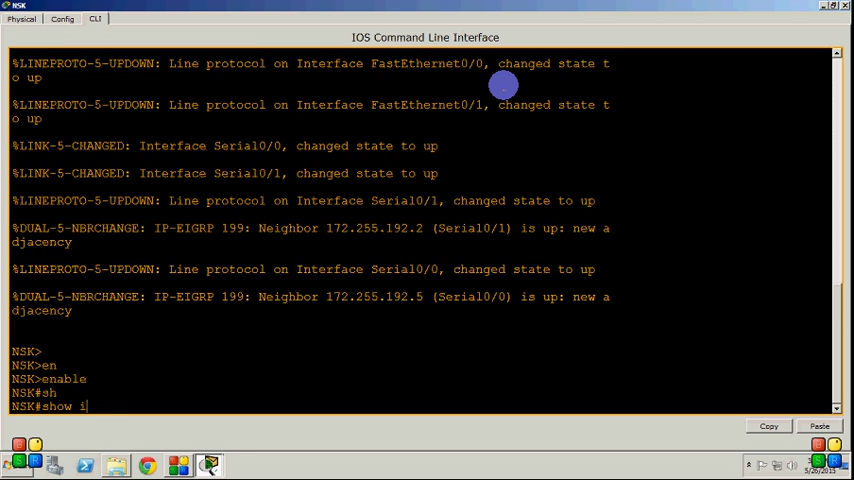 NSK
Physical Config CLI
IOS Command Line Interface
%LINEPROTO-5-UPDOWN: Line protocol on Interface FastEthernet0/0, changed state t
o up
%LINEPROTO-5-UPDOWN: Line protocol on Interface FastEthernet0/1, changed state t
o up
%LINK-5-CHANGED: Interface Serial0/0, changed state to up
%LINK-5-CHANGED: Interface Serial0/1, changed state to up
%LINEPROTO-5-UPDOWN: Line protocol on Interface Serial0/1, changed state to up
%DUAL-5-NBRCHANGE: IP-EIGRP 199: Neighbor 172.255.192.2 (Serial0/1) is up: new a
djacency
%LINEPROTO-5-UPDOWN: Line protocol on Interface Serial0/0, changed state to up
%DUAL-5-NBRCHANGE: IP-EIGRP 199: Neighbor 172.255.192.5 (Serial0/0) is up: new a
djacency
NSK>
NSK>en
NSK>enable
NSK#sh
NSK#show i
Copy Paste
5/26/2015